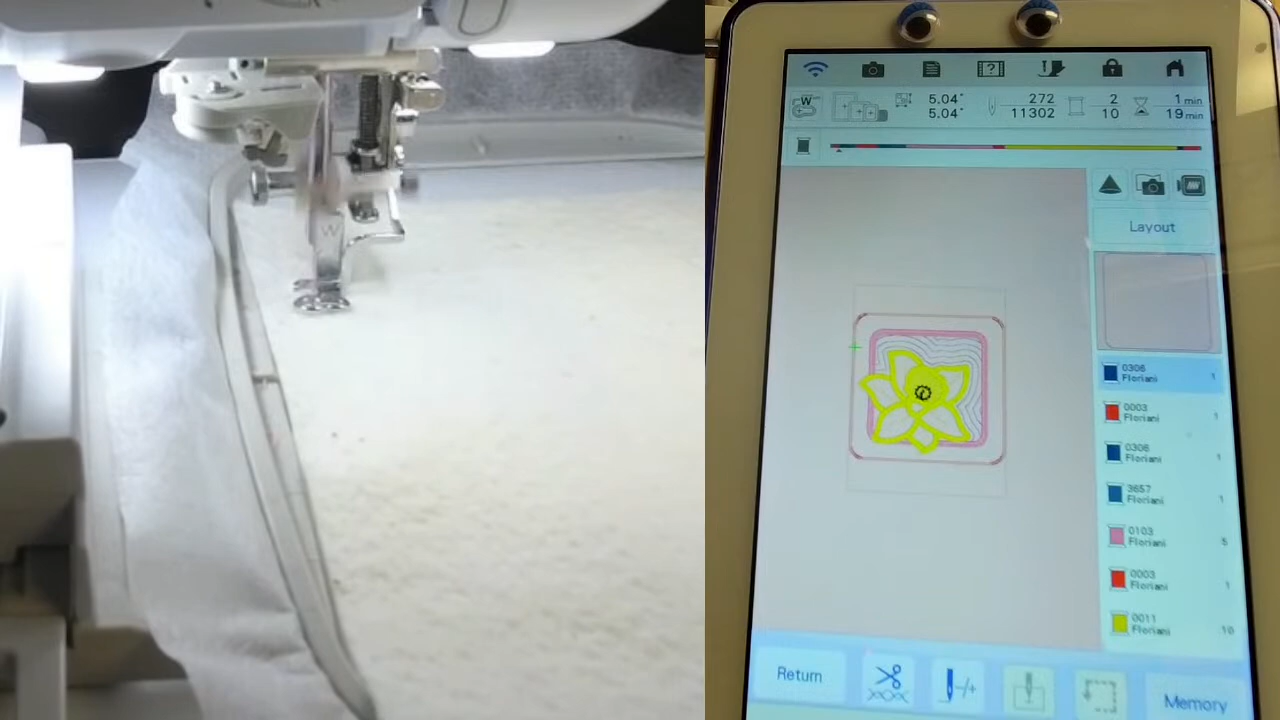 W
W
5.04"
5.04"
272
11302
2
10
1 min
19 min
Layout
0306
Floriani
1
0003
Floriani
1
0306
Floriani
1
3657
Floriani
1
0103
Floriani
5
0003
Floriani
1
0011
Floriani
10
Return
-/+
Memory